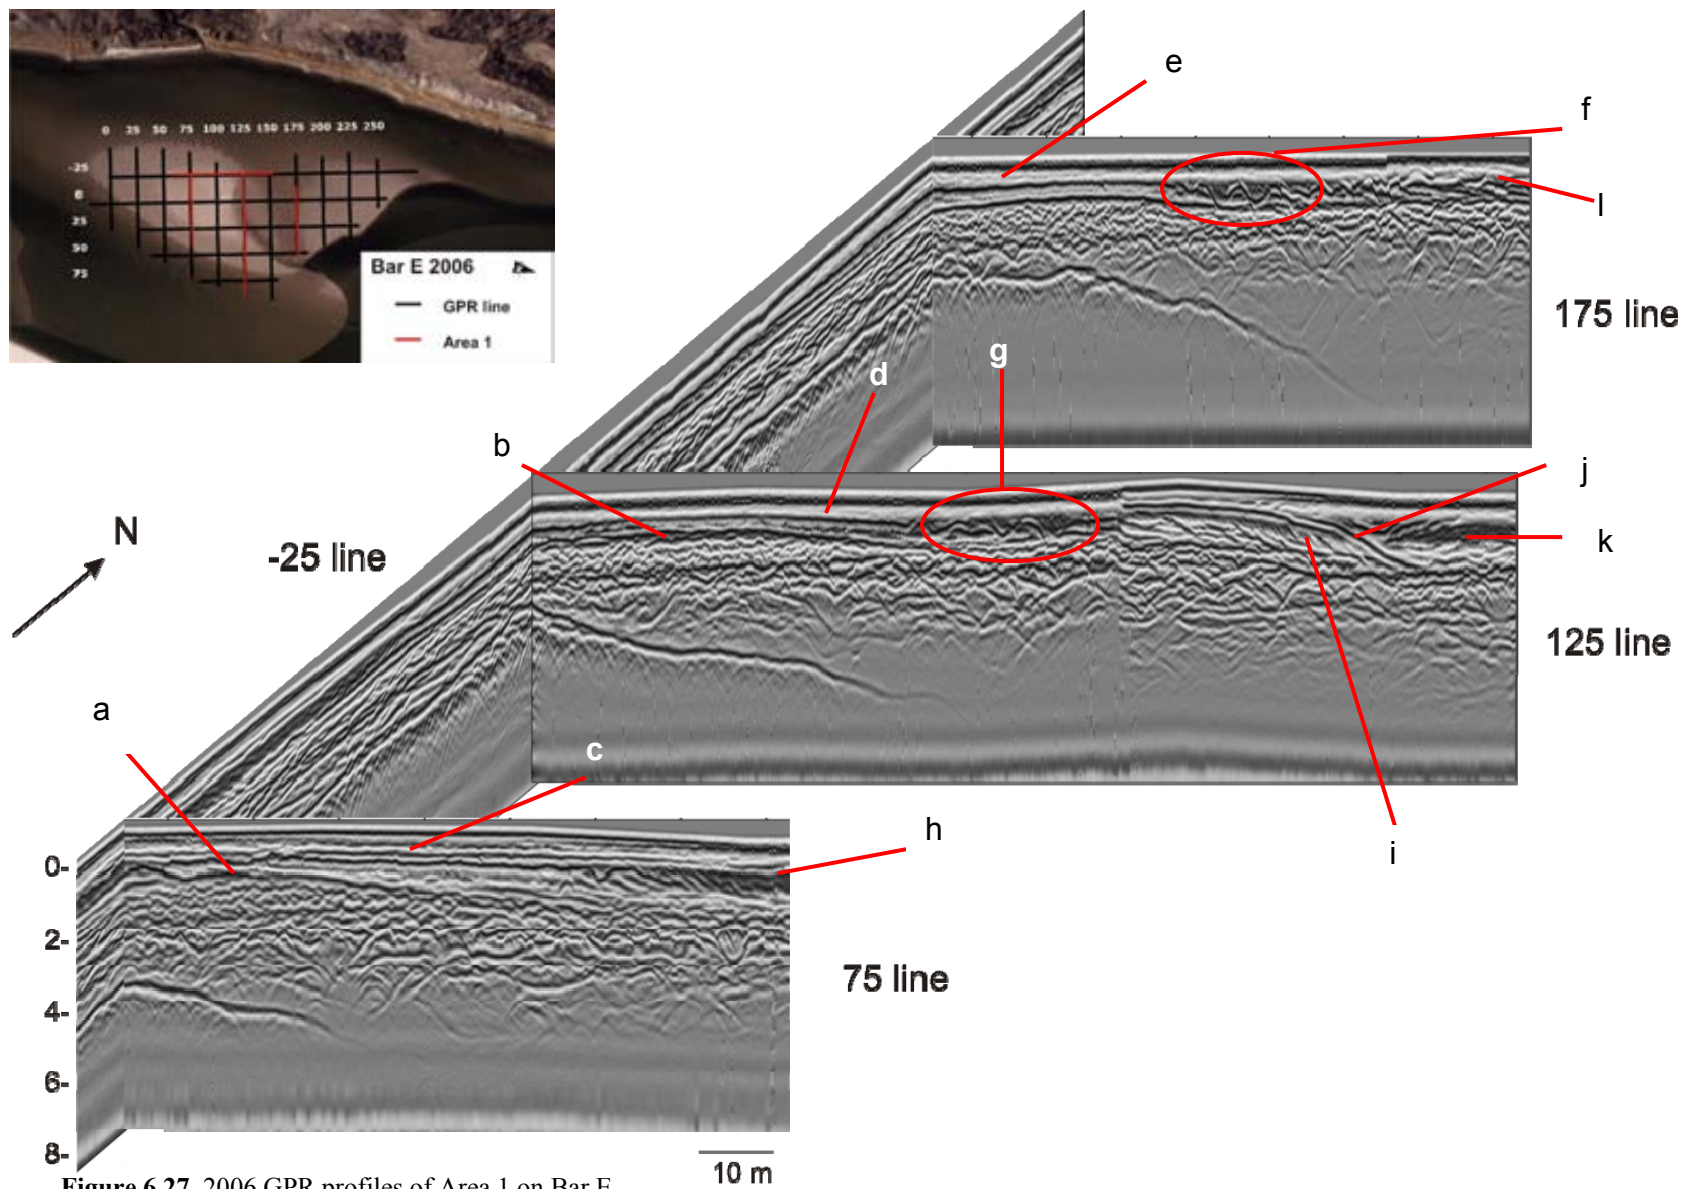 0 25 50 75 100 125 150 175 200 225 250
-25
0
25
50
75
Bar E 2006
GPR line
Area 1
e
f
l
175 line
g
d
b
j
k
N
-25 line
125 line
a
c
h
i
0-
2-
4-
6-
8-
75 line
10 m
Figure 6.27 2006 GPR profiles of Area 1 on Bar E